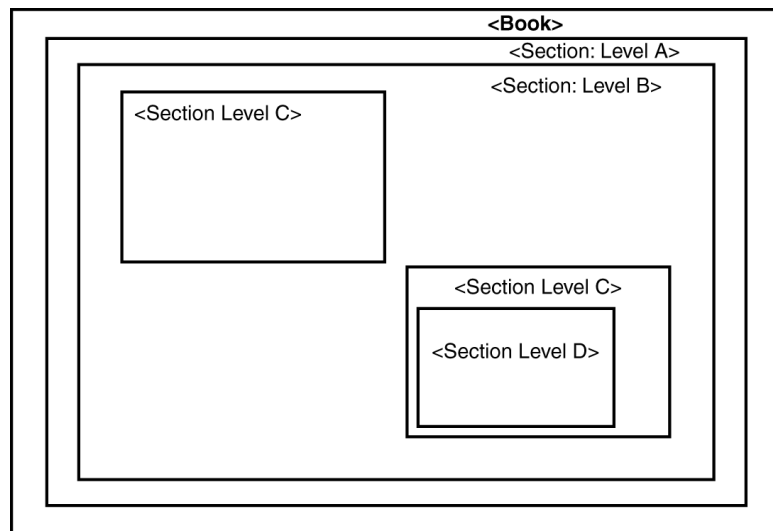 <Book>
<Section: Level A>
<Section: Level B>
<Section Level C>
<Section Level C>
<Section Level D>